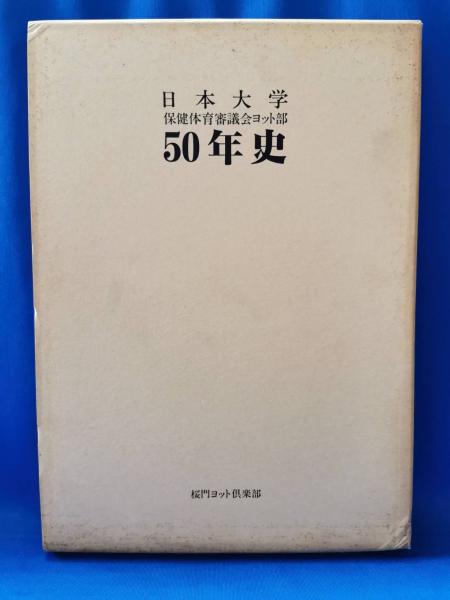 日本大学
保健体育審議会ヨット部
50年史
桜門ヨット倶楽部